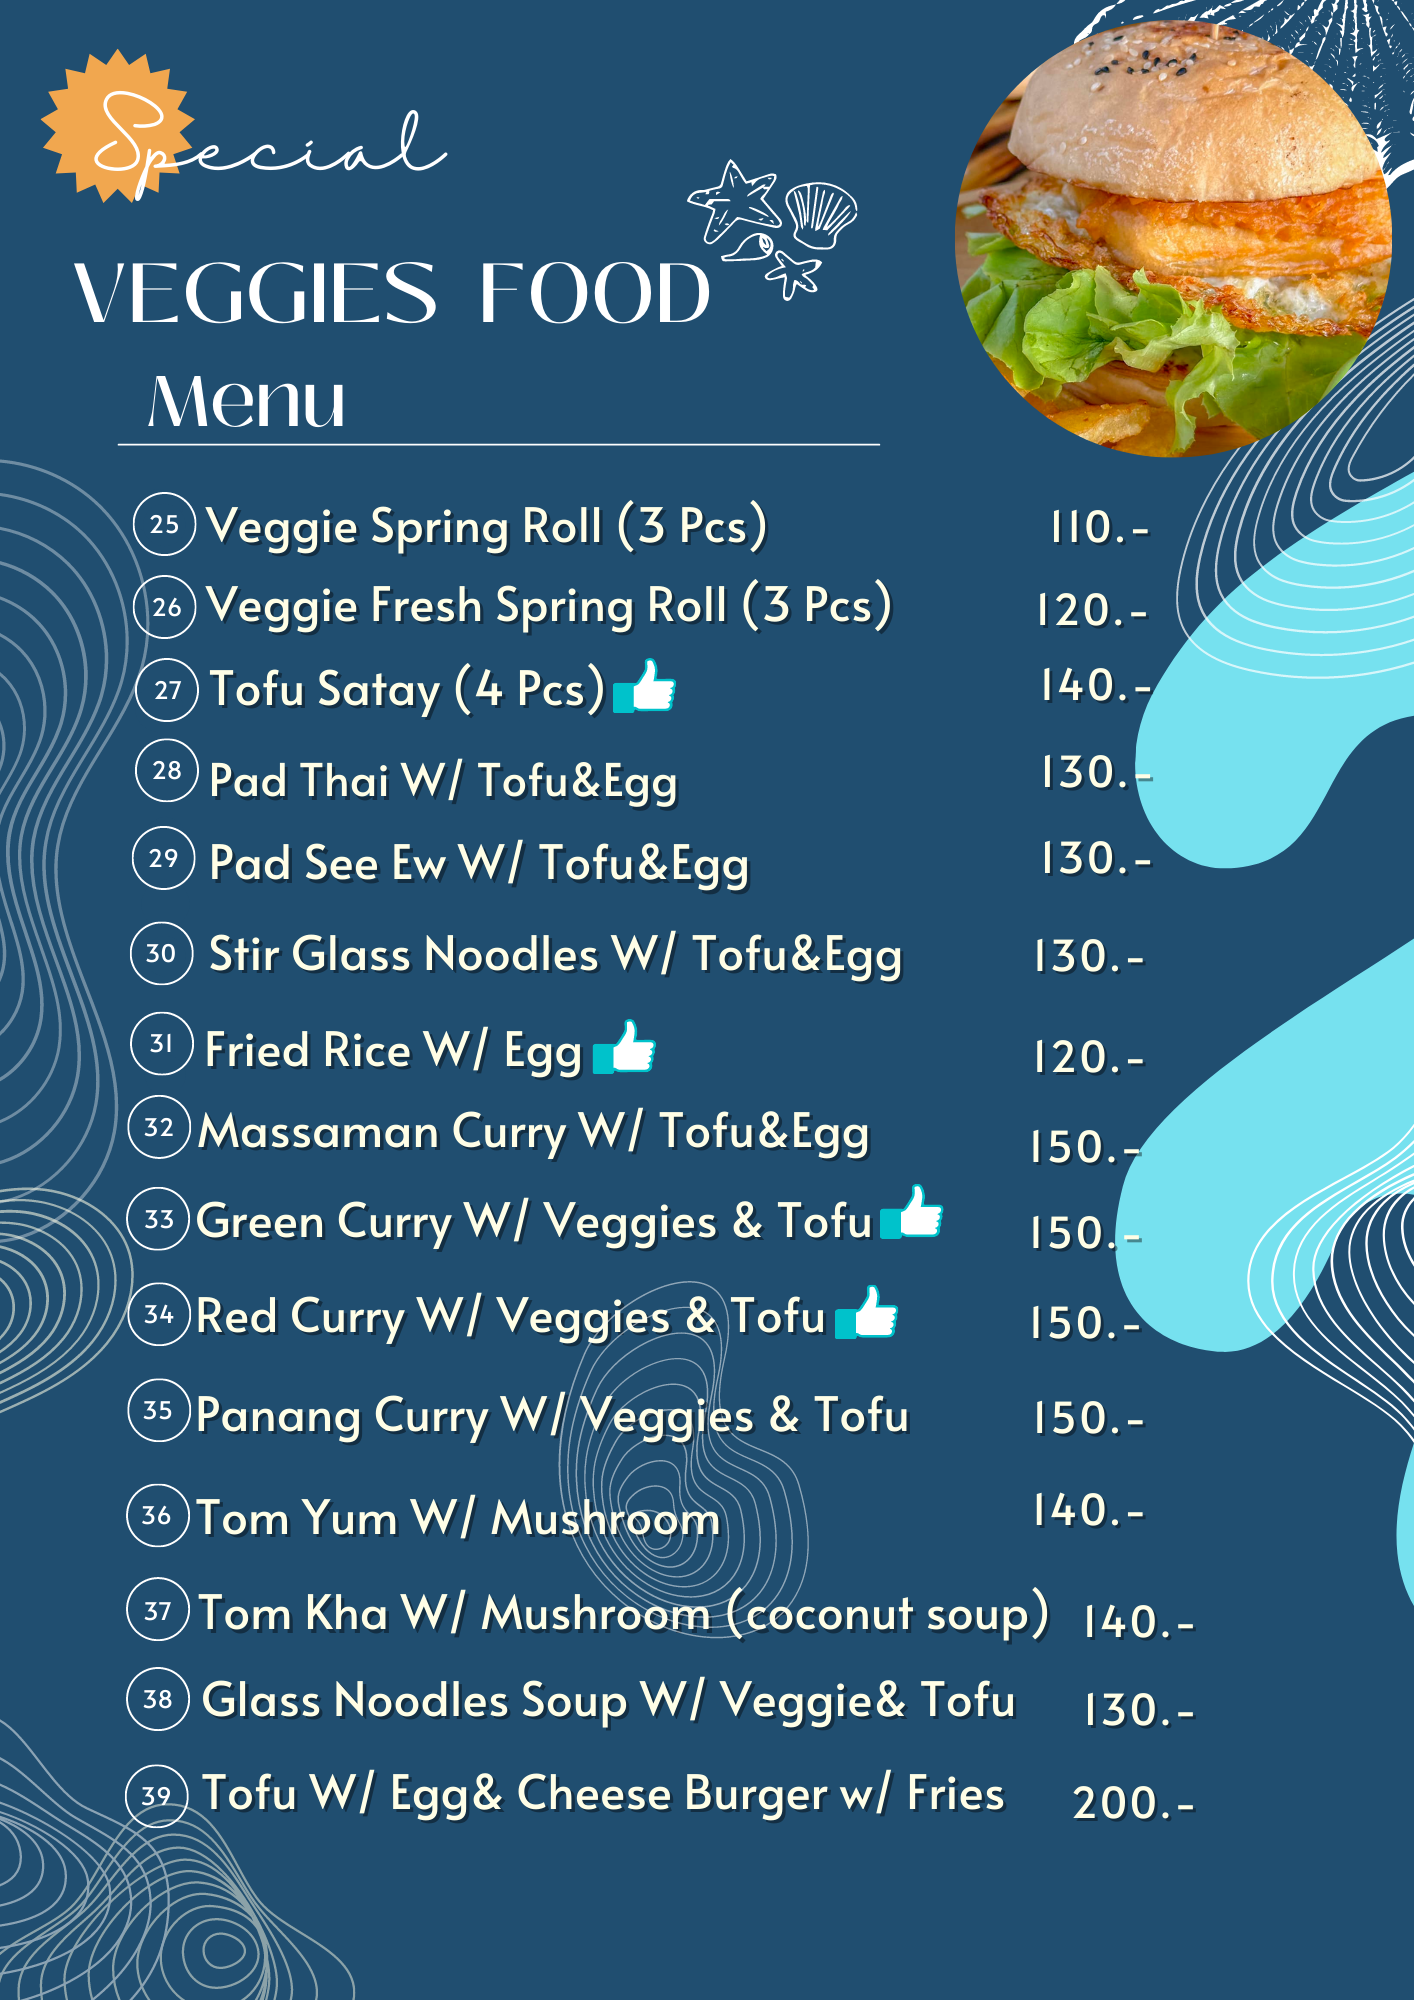 Special
VEGGIES FOOD
Menu
25 Veggie Spring Roll (3 Pcs) 110.-
26 Veggie Fresh Spring Roll (3 Pcs) 120.-
27 Tofu Satay (4 Pcs) 140.-
28 Pad Thai W/ Tofu&Egg 130.-
29 Pad See Ew W/ Tofu&Egg 130.-
30 Stir Glass Noodles W/ Tofu&Egg 130.-
31 Fried Rice W/ Egg 120.-
32 Massaman Curry W/ Tofu&Egg 150.-
33 Green Curry W/ Veggies & Tofu 150.-
34 Red Curry W/ Veggies & Tofu 150.-
35 Panang Curry W/ Veggies & Tofu 150.-
36 Tom Yum W/ Mushroom 140.-
37 Tom Kha W/ Mushroom (coconut soup) 140.-
38 Glass Noodles Soup W/ Veggie& Tofu 130.-
39 Tofu W/ Egg& Cheese Burger w/ Fries 200.-